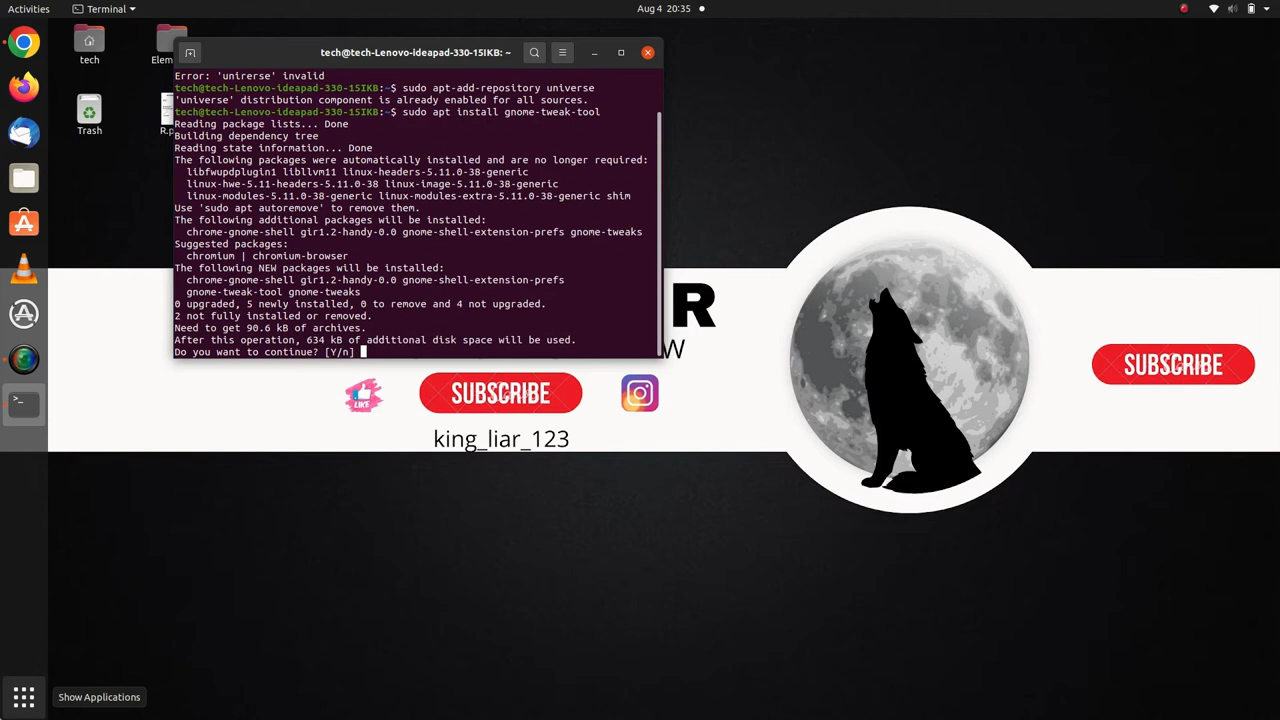 Activities
Terminal
Aug 4 20:35
tech
Elem
Trash
R.p
tech@tech-Lenovo-ideapad-330-15IKB: ~
Error: 'unirerse' invalid
tech@tech-Lenovo-ideapad-330-15IKB:~$ sudo apt-add-repository universe
'universe' distribution component is already enabled for all sources.
tech@tech-Lenovo-ideapad-330-15IKB:~$ sudo apt install gnome-tweak-tool
Reading package lists... Done
Building dependency tree
Reading state information... Done
The following packages were automatically installed and are no longer required:
libfwupdplugin1 libllvm11 linux-headers-5.11.0-38-generic
linux-hwe-5.11-headers-5.11.0-38 linux-image-5.11.0-38-generic
linux-modules-5.11.0-38-generic linux-modules-extra-5.11.0-38-generic shim
Use 'sudo apt autoremove' to remove them.
The following additional packages will be installed:
chrome-gnome-shell gir1.2-handy-0.0 gnome-shell-extension-prefs gnome-tweaks
Suggested packages:
chromium | chromium-browser
The following NEW packages will be installed:
chrome-gnome-shell gir1.2-handy-0.0 gnome-shell-extension-prefs
gnome-tweak-tool gnome-tweaks
0 upgraded, 5 newly installed, 0 to remove and 4 not upgraded.
2 not fully installed or removed.
Need to get 90.6 kB of archives.
After this operation, 634 kB of additional disk space will be used.
Do you want to continue? [Y/n]
R
W
LIKE
SUBSCRIBE
king_liar_123
SUBSCRIBE
Show Applications